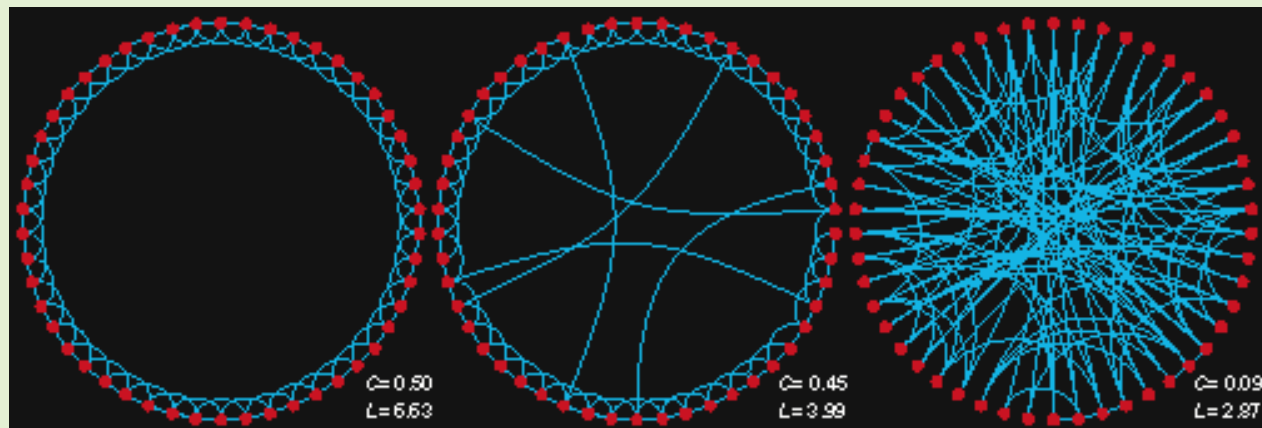 C= 0.50
L= 6.63
C= 0.45
L= 3.99
C= 0.09
L= 2.87